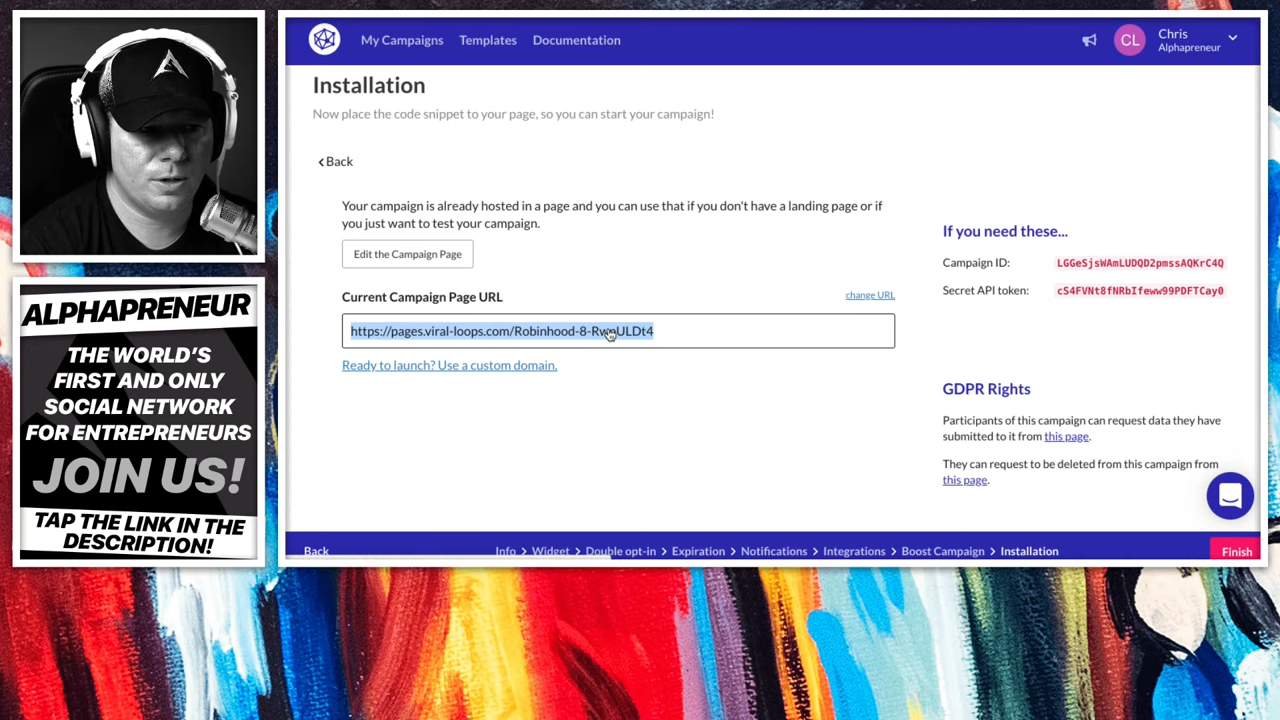 My Campaigns
Templates
Documentation
CL
Chris
Alphapreneur
Installation
Now place the code snippet to your page, so you can start your campaign!
Back
Your campaign is already hosted in a page and you can use that if you don't have a landing page or if
you just want to test your campaign.
Edit the Campaign Page
Current Campaign Page URL
change URL
Ready to launch? Use a custom domain.
If you need these...
Campaign ID:
LGGeSjsWAmLUDQD2pmssAQKrC4Q
Secret API token:
cS4FVNt8fNRbIfeww99PDFTCay0
GDPR Rights
Participants of this campaign can request data they have
submitted to it from this page.
They can request to be deleted from this campaign from
this page.
Back
Info > Widget > Double opt-in > Expiration > Notifications > Integrations > Boost Campaign > Installation
Finish
ALPHAPRENEUR
THE WORLD'S
FIRST AND ONLY
SOCIAL NETWORK
FOR ENTREPRENEURS
JOIN US!
TAP THE LINK IN THE
DESCRIPTION!